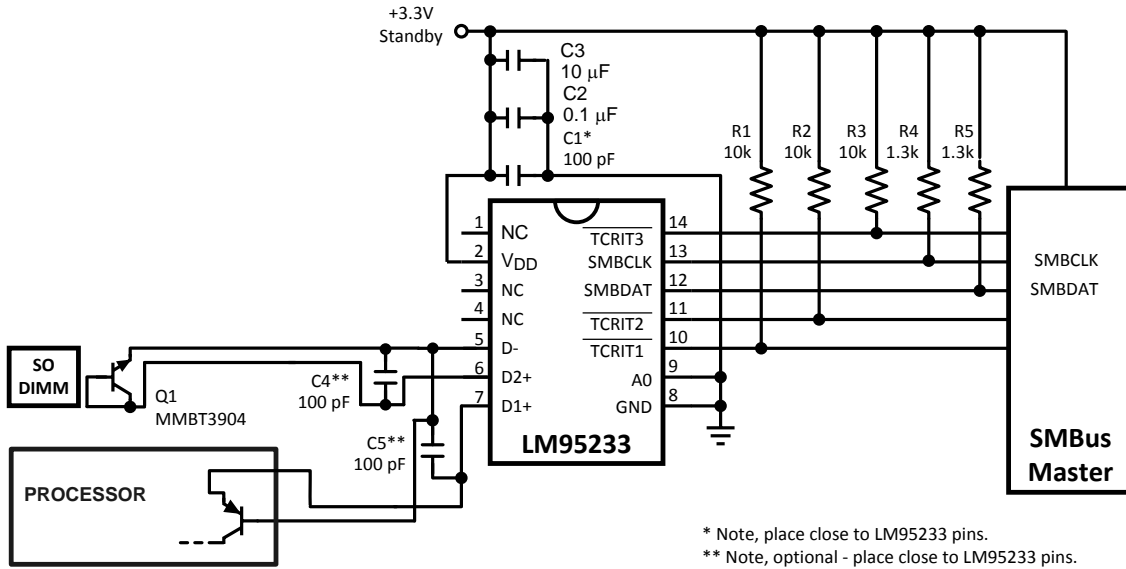 +3.3V
Standby
C3
10 μF
C2
0.1 μF
C1*
100 pF
R1
10k
R2
10k
R3
10k
R4
1.3k
R5
1.3k
1
NC
2
VDD
3
NC
4
NC
5
D-
6
D2+
7
D1+
TCRIT3
14
SMBCLK
13
SMBDAT
12
TCRIT2
11
TCRIT1
10
A0
9
GND
8
LM95233
SMBCLK
SMBDAT
SMBus
Master
SO
DIMM
Q1
MMBT3904
C4**
100 pF
C5**
100 pF
PROCESSOR
* Note, place close to LM95233 pins.
** Note, optional - place close to LM95233 pins.